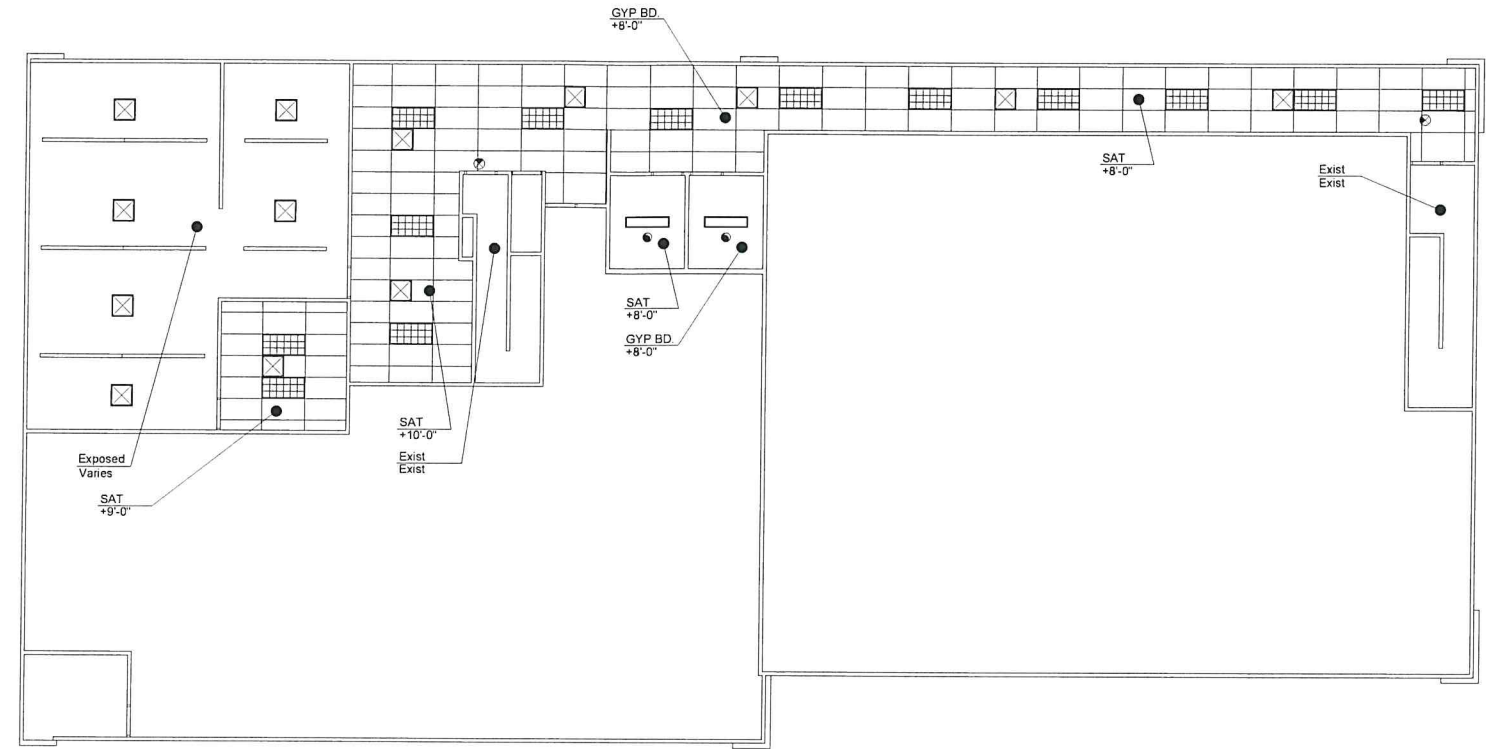 GYP BD.
+8'-0"
SAT
+8'-0"
Exist
Exist
SAT
+8'-0"
GYP BD.
+8'-0"
SAT
+10'-0"
Exist
Exist
Exposed
Varies
SAT
+9'-0"